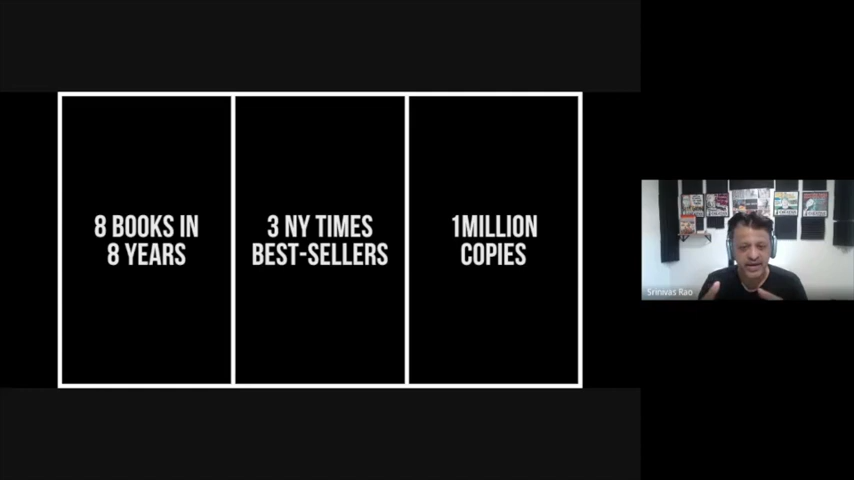 8 BOOKS IN
8 YEARS
3 NY TIMES
BEST-SELLERS
1MILLION
COPIES
Srinivas Rao